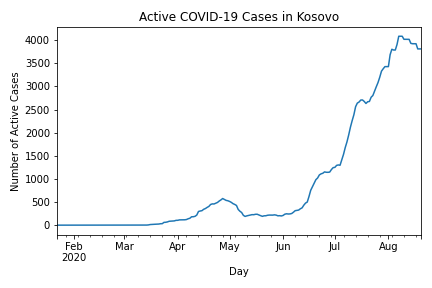 Active COVID-19 Cases in Kosovo
Number of Active Cases
4000
3500
3000
2500
2000
1500
1000
500
0
Feb Mar Apr May Jun Jul Aug
2020
Day